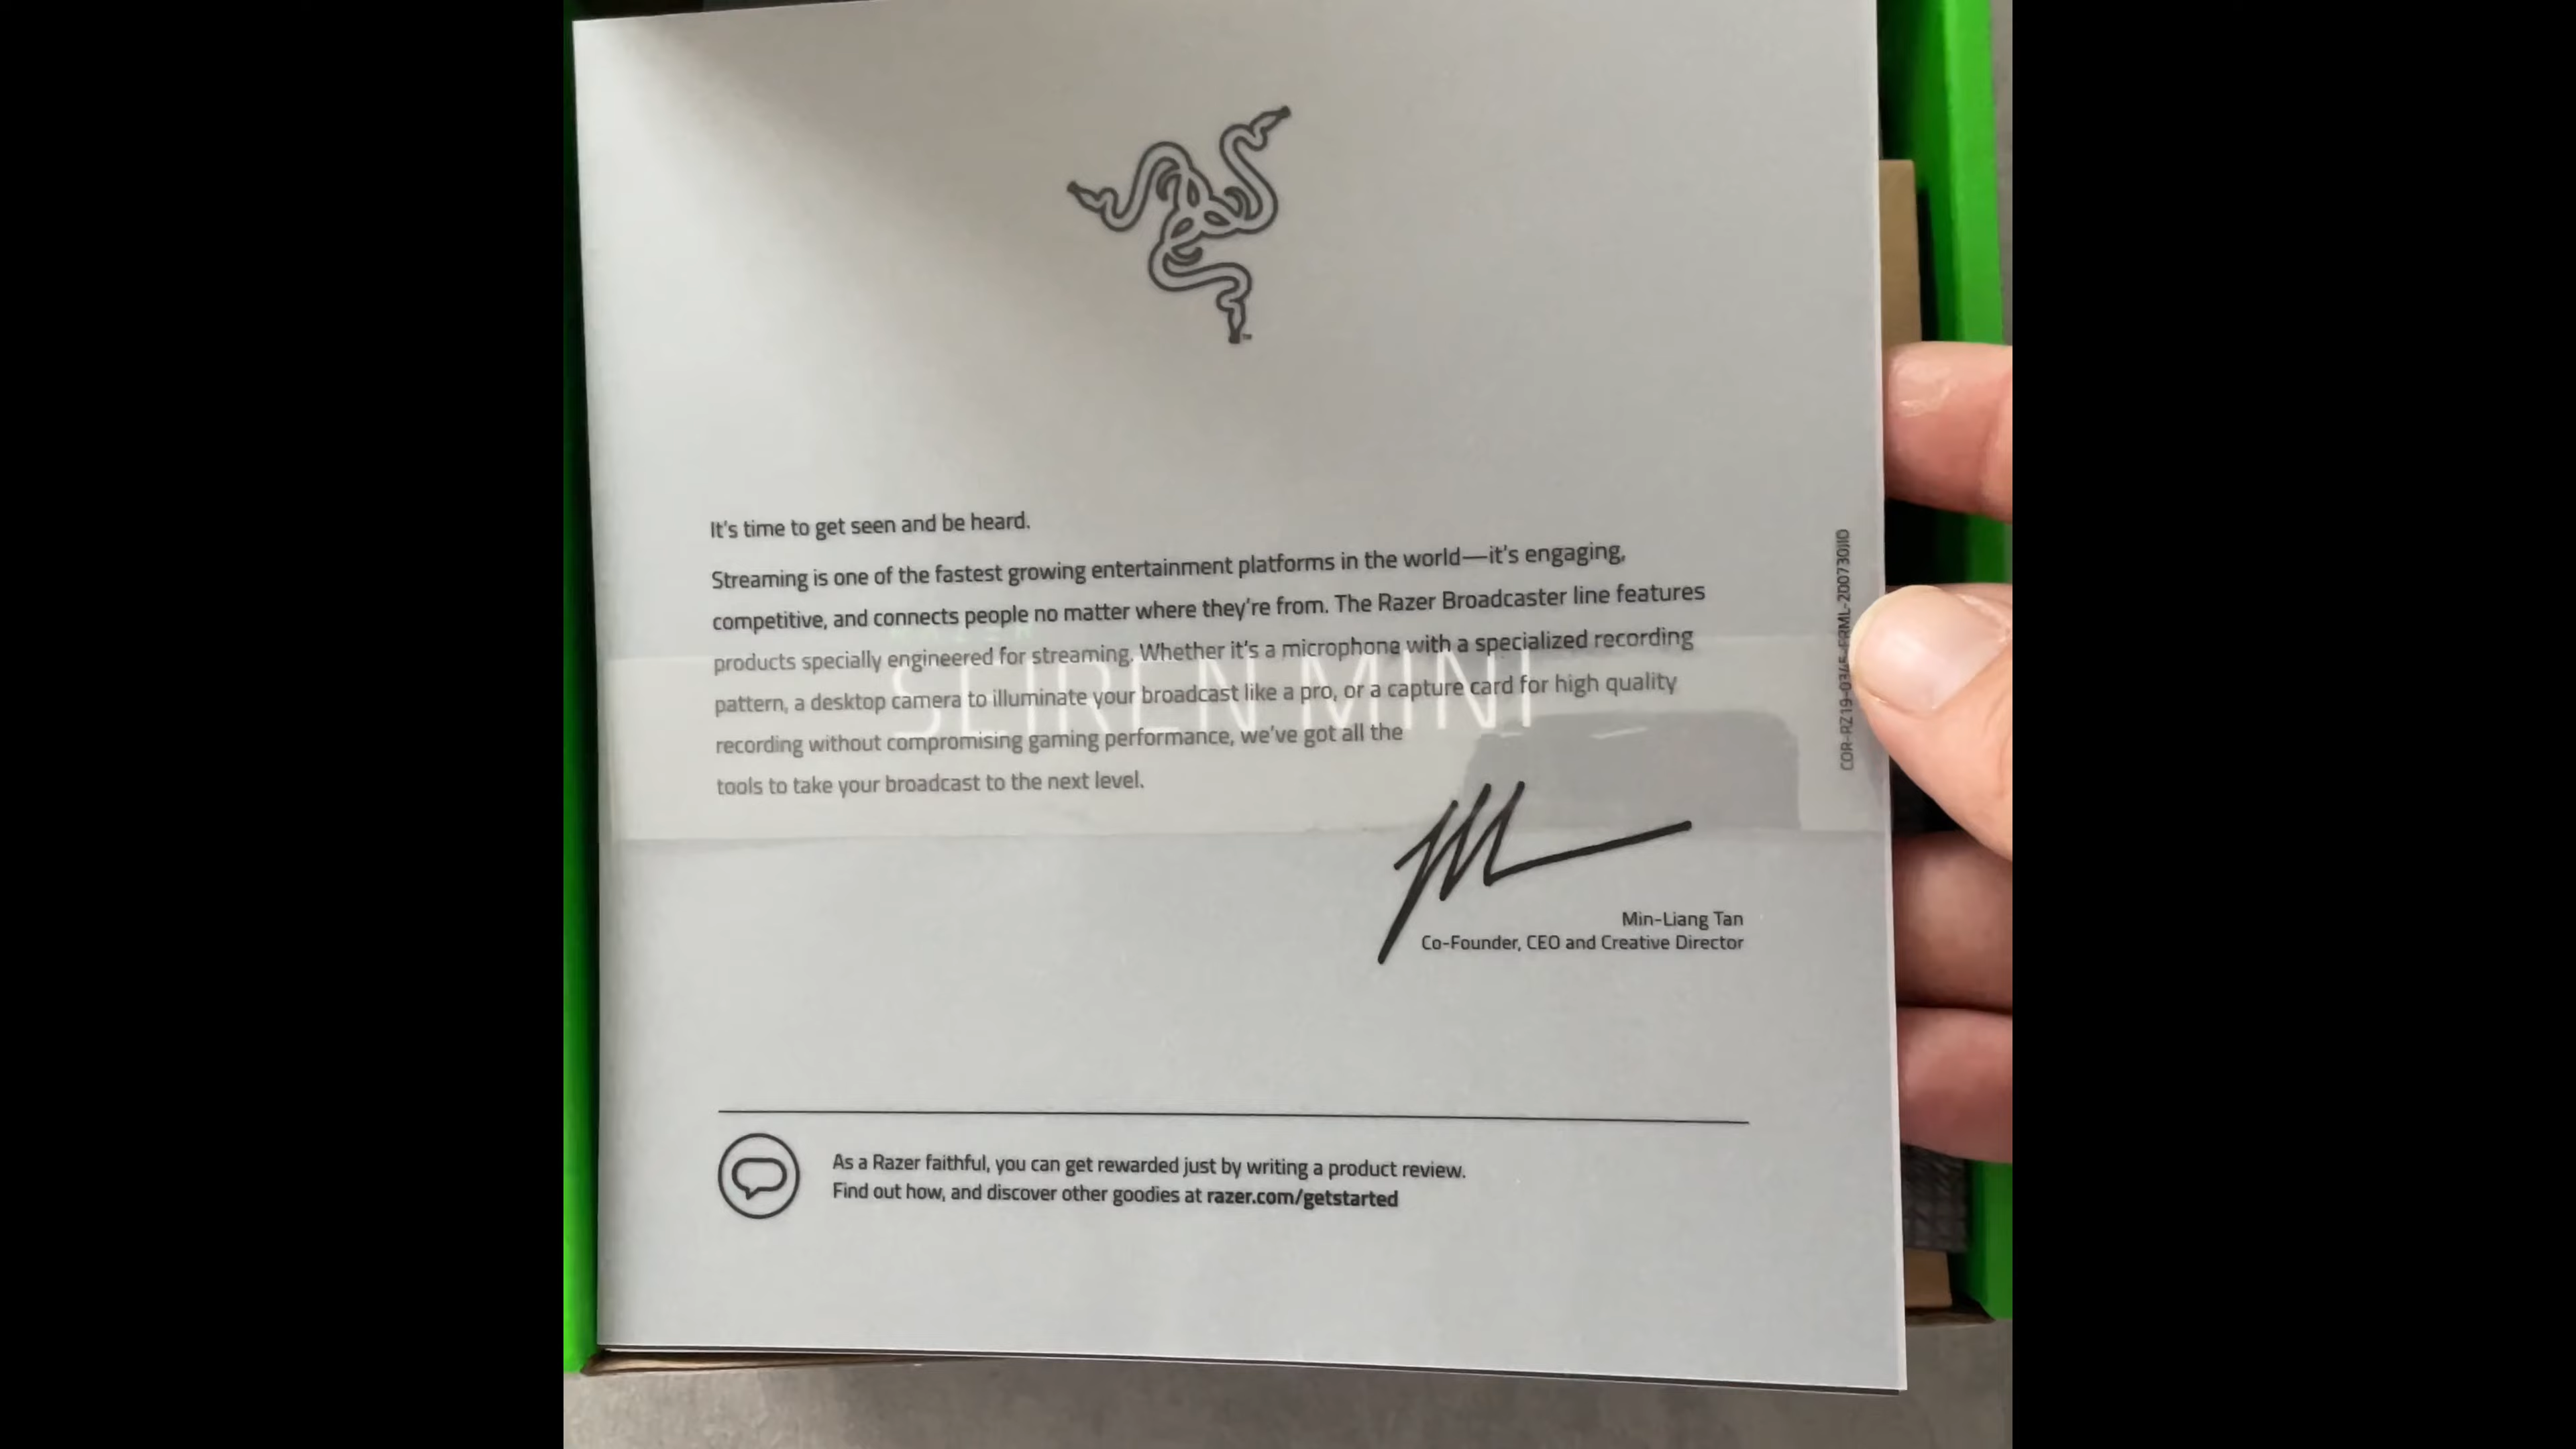 It's time to get seen and be heard.
Streaming is one of the fastest growing entertainment platforms in the world—it's engaging,
competitive, and connects people no matter where they're from. The Razer Broadcaster line features
products specially engineered for streaming. Whether it's a microphone with a specialized recording
pattern, a desktop camera to illuminate your broadcast like a pro, or a capture card for high quality
recording without compromising gaming performance, we've got all the
tools to take your broadcast to the next level.
SEIREN MINI
Min-Liang Tan
Co-Founder, CEO and Creative Director
As a Razer faithful, you can get rewarded just by writing a product review.
Find out how, and discover other goodies at razer.com/getstarted